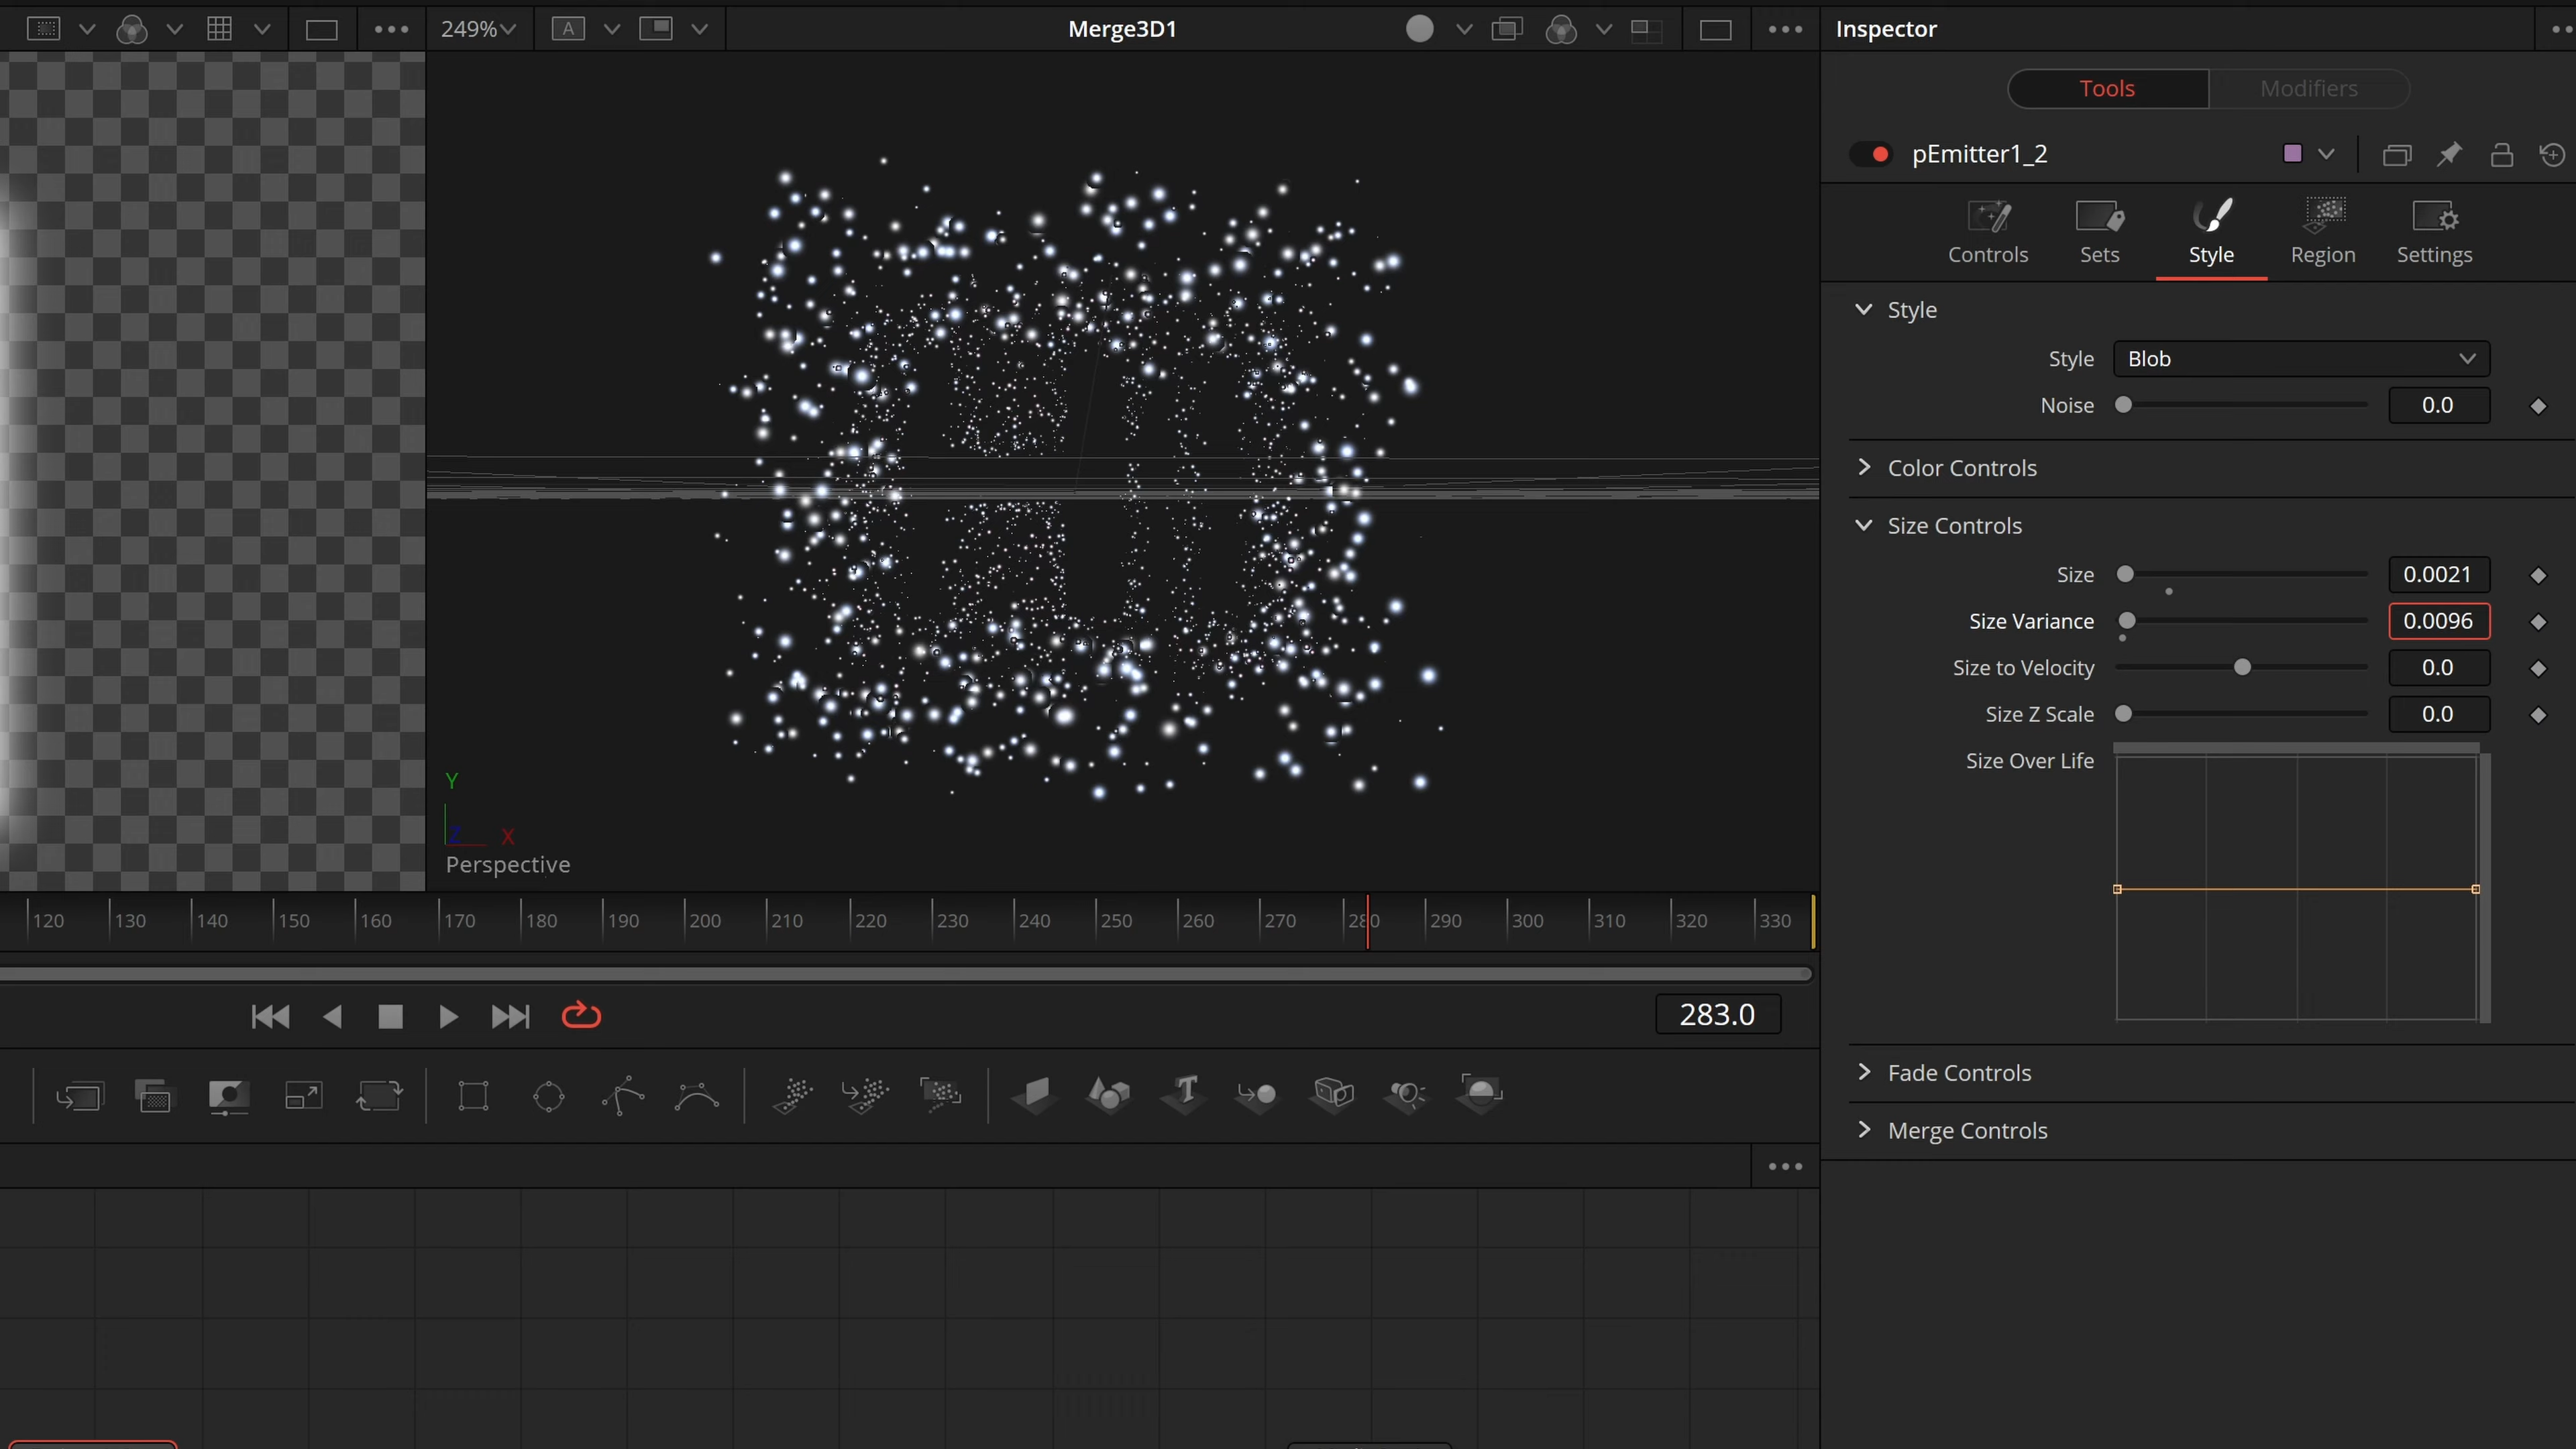 249% A Merge3D1 Inspector
Tools Modifiers
pEmitter1_2
Controls Sets Style Region Settings
Style
Style Blob
Noise 0.0
Color Controls
Size Controls
Size 0.0021
Size Variance 0.0096
Size to Velocity 0.0
Size Z Scale 0.0
Size Over Life
Y
Z X
Perspective
120 130 140 150 160 170 180 190 200 210 220 230 240 250 260 270 280 290 300 310 320 330
283.0
T
Fade Controls
Merge Controls